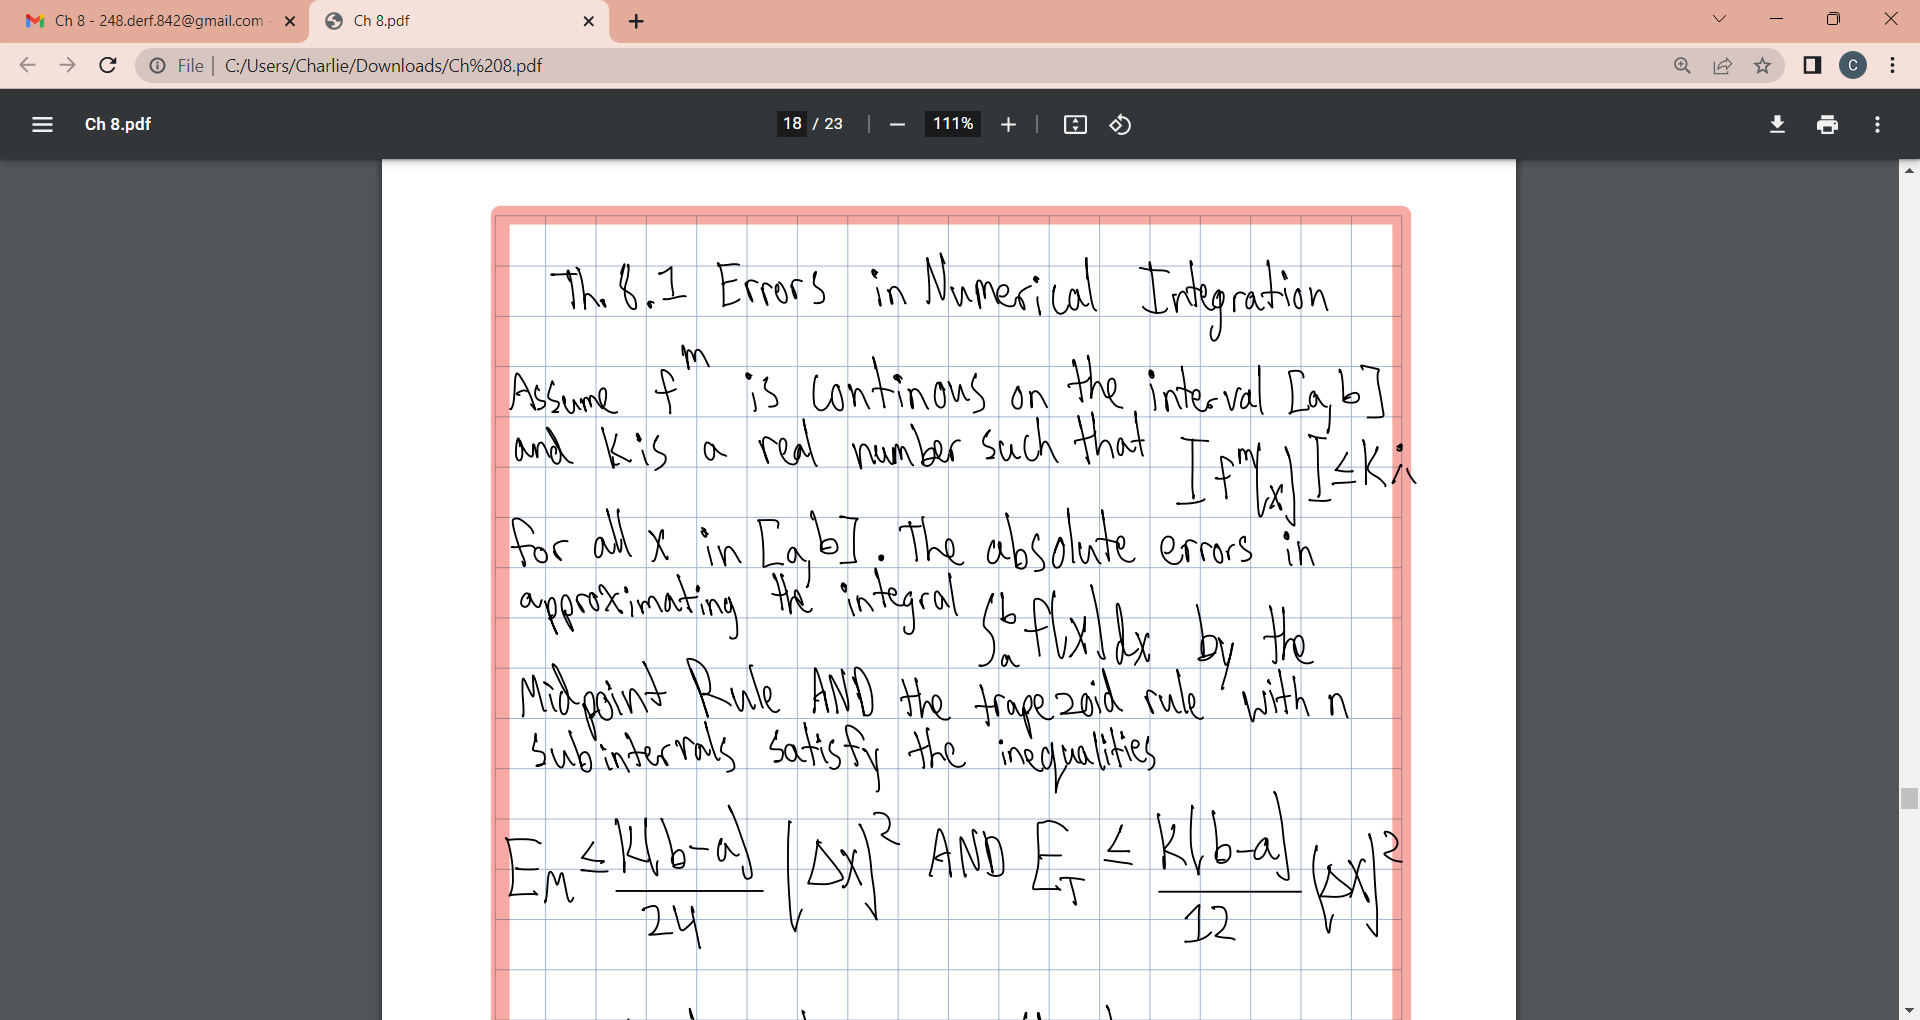 Ch 8 - 248.derf.842@gmail.com -
Ch 8.pdf
File | C:/Users/Charlie/Downloads/Ch%208.pdf
C
Ch 8.pdf
18 / 23 | − 111% + |
Th. 8.1 Errors in Numerical Integration
Assume f^m is continous on the interval [a,b]
and K is a real number such that I f^m(x) I ≤ K
for all x in [a,b]. The absolute errors in
approximating the integral ∫_a^b f(x)dx by the
Midpoint Rule AND the trapezoid rule with n
subintervals satisfy the inequalities
E_M ≤ K(b-a)/24 (Δx)^2 AND E_T ≤ K(b-a)/12 (Δx)^2